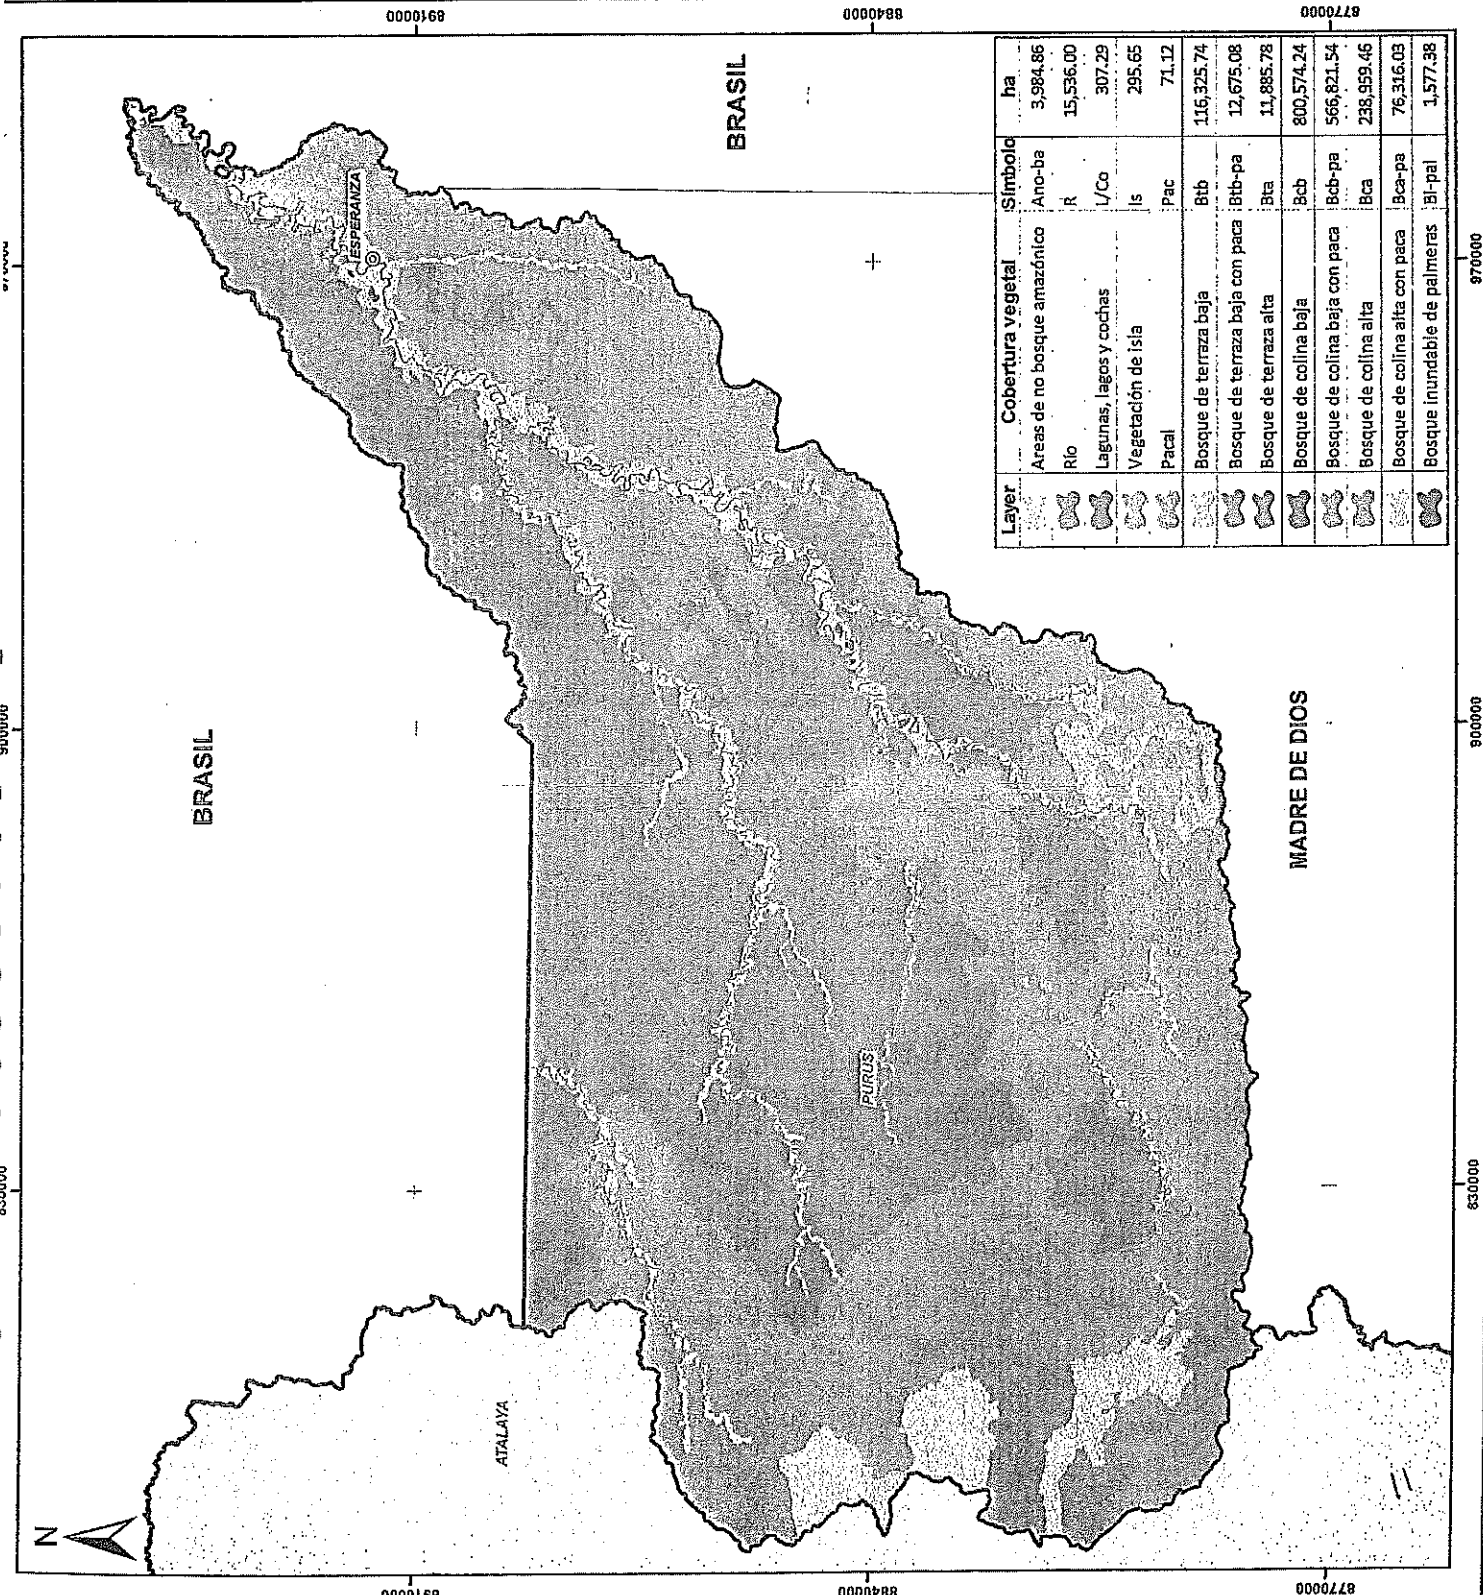 N
BRASIL
BRASIL
ATALAYA
ESPERANZA
PURUS
MADRE DE DIOS
8910000
8840000
8770000
8840000
8770000
830000
900000
970000
Layer Cobertura vegetal Símbolo ha
Areas de no bosque amazónico Ano-ba 3,984.86
Río R 15,536.00
Lagunas, lagos y cochas L/Co 307.29
Vegetación de isla Is 295.65
Pacal Pac 71.12
Bosque de terraza baja Btb 116,325.74
Bosque de terraza baja con paca Btb-pa 12,675.08
Bosque de terraza alta Bta 11,885.78
Bosque de colina baja Bcb 800,574.24
Bosque de colina baja con paca Bcb-pa 566,821.54
Bosque de colina alta Bca 238,959.46
Bosque de colina alta con paca Bca-pa 76,316.03
Bosque inundable de palmeras Bi-pal 1,577.38